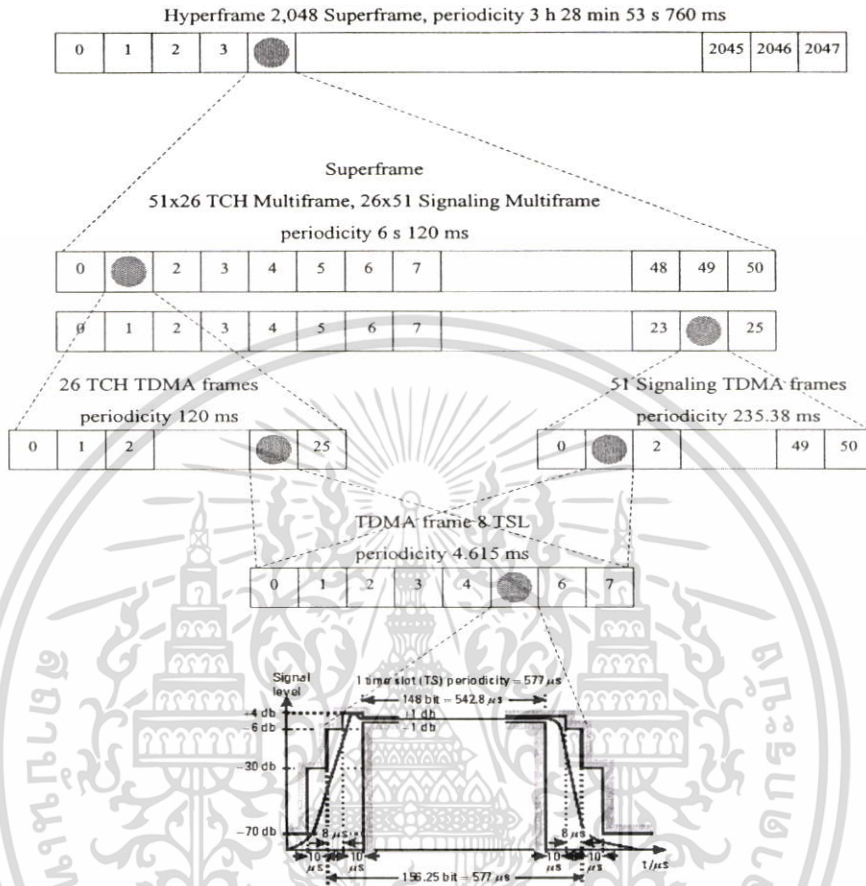 Hyperframe 2,048 Superframe, periodicity 3 h 28 min 53 s 760 ms
0 1 2 3 2045 2046 2047
Superframe
51x26 TCH Multiframe, 26x51 Signaling Multiframe
periodicity 6 s 120 ms
0 2 3 4 5 6 7 48 49 50
0 1 2 3 4 5 6 7 23 25
26 TCH TDMA frames
periodicity 120 ms
51 Signaling TDMA frames
periodicity 235.38 ms
0 1 2 25
0 2 49 50
TDMA frame 8 TSL
periodicity 4.615 ms
0 1 2 3 4 6 7
Signal
level
1 time slot (TS) periodicity = 577 µs
148 bit = 542.8 µs
−4 db
+1 db
−6 db
−1 db
−30 db
−70 db
8 µs
8 µs
10 µs
10 µs
10 µs
10 µs
t/µs
156.25 bit = 577 µs